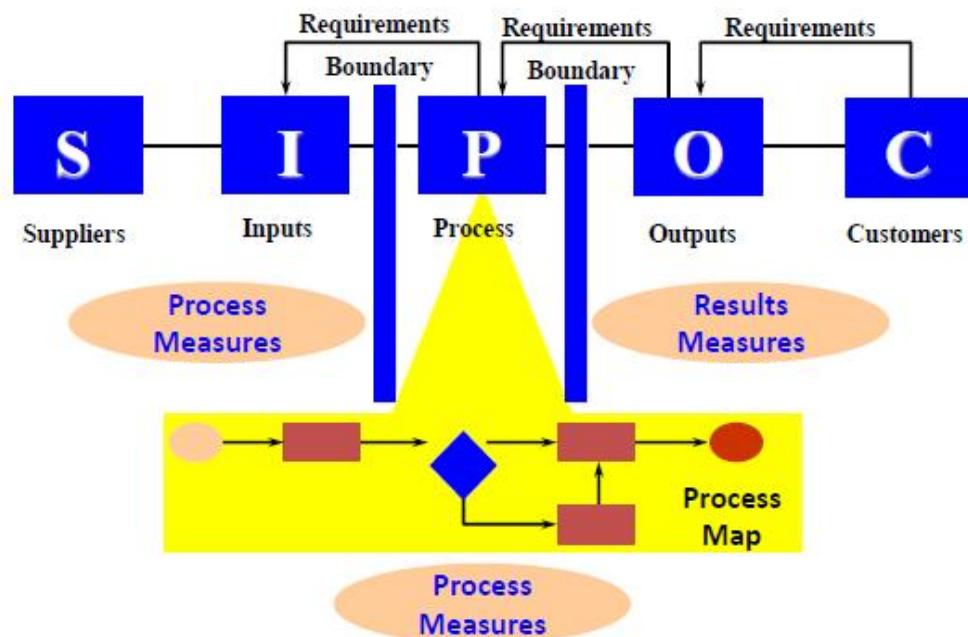 Requirements
Requirements
Requirements
Boundary
Boundary
S
I
P
O
C
Suppliers
Inputs
Process
Outputs
Customers
Process
Measures
Results
Measures
Process
Map
Process
Measures